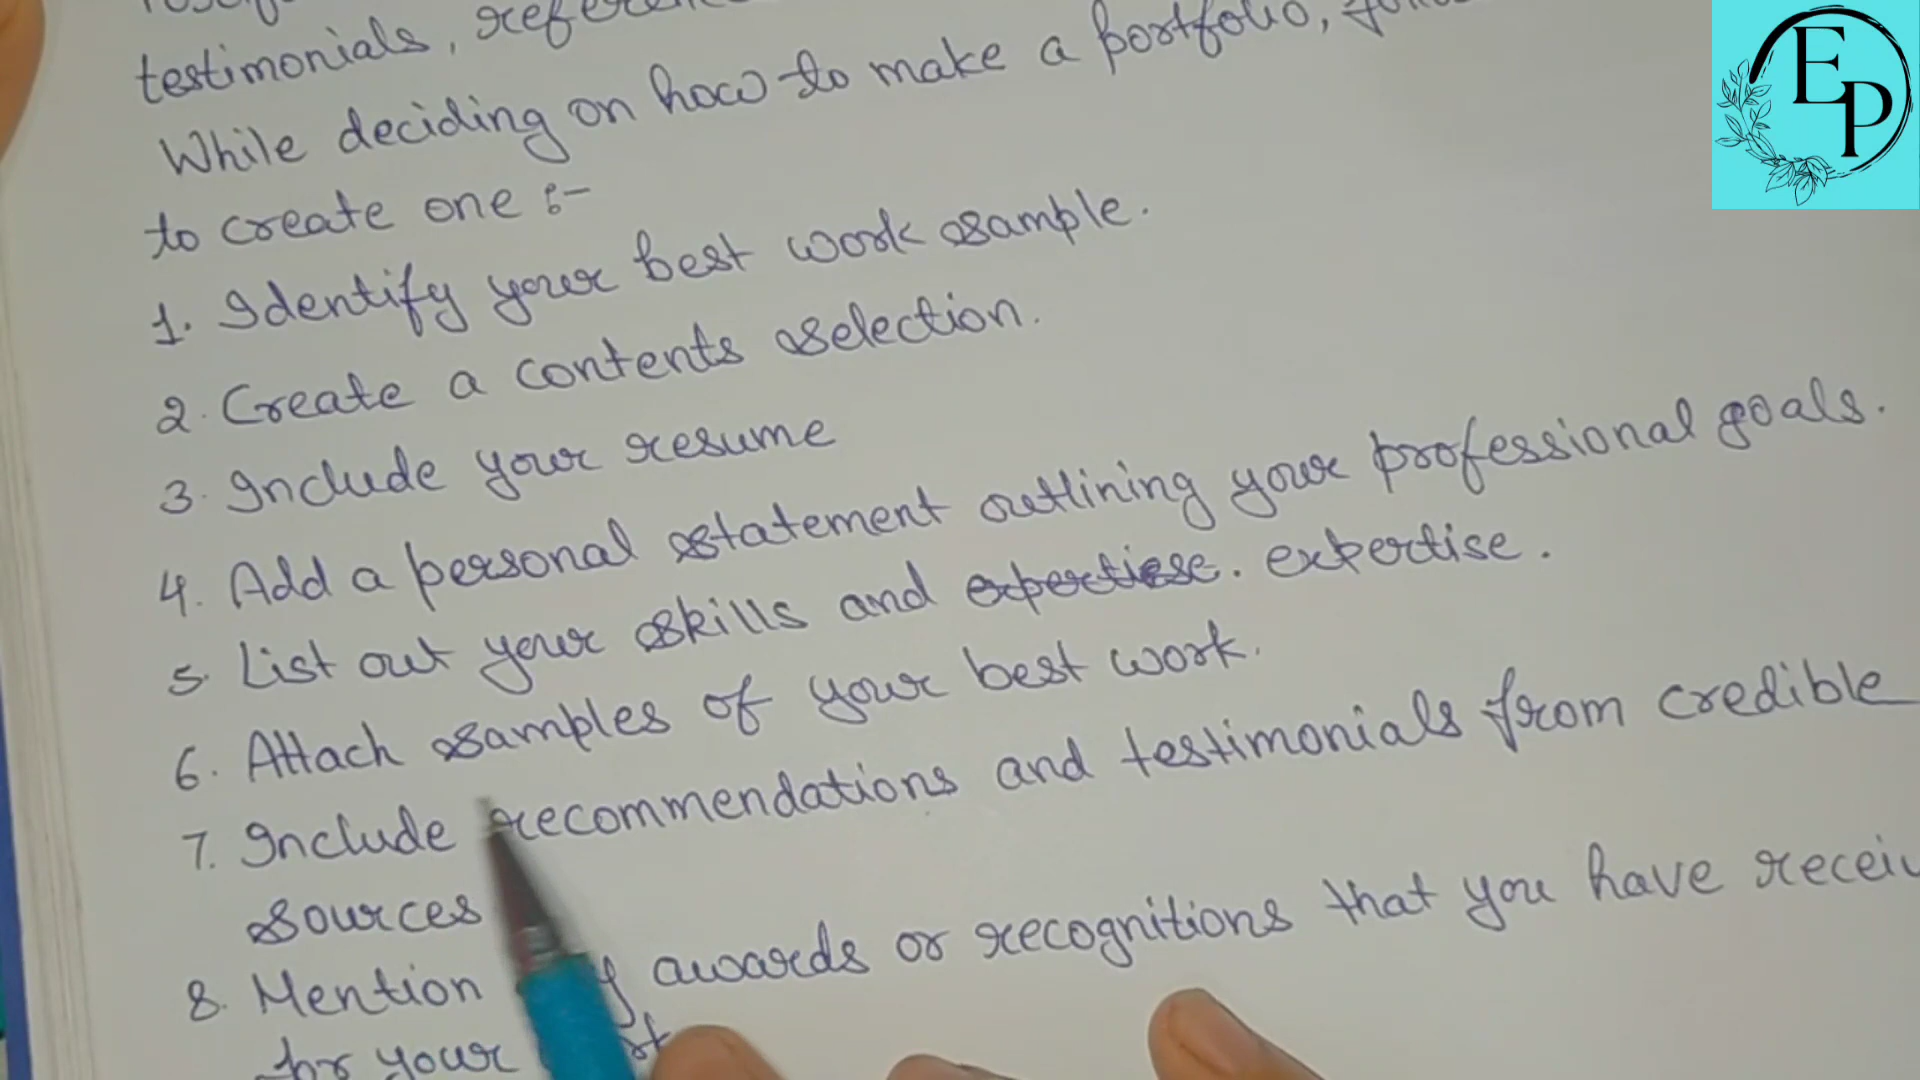 testimonials,
While deciding on how to make a portfolio,
to create one :-
1. Identify your best work sample.
2. Create a contents selection.
3. Include your resume
4. Add a personal statement outlining your professional goals.
5. List out your skills and expertiese. expertise.
6. Attach samples of your best work.
7. Include recommendations and testimonials from credible
sources
8. Mention awards or recognitions that you have
for your
EP